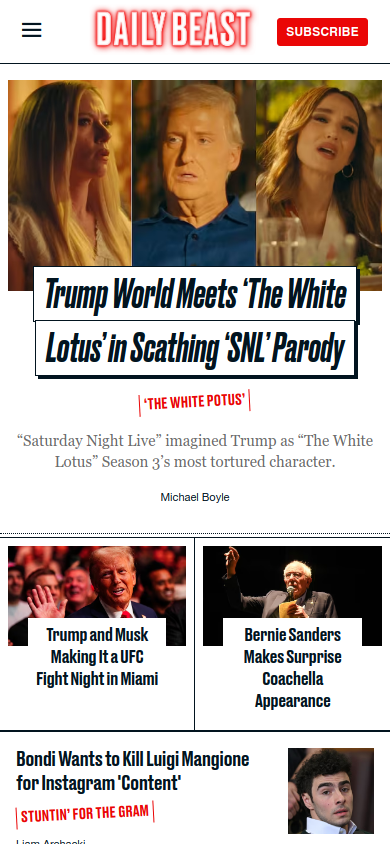 DAILY BEAST
SUBSCRIBE
Trump World Meets ‘The White
Lotus’ in Scathing ‘SNL’ Parody
‘THE WHITE POTUS’
“Saturday Night Live” imagined Trump as “The White
Lotus” Season 3’s most tortured character.
Michael Boyle
Trump and Musk
Making It a UFC
Fight Night in Miami
Bernie Sanders
Makes Surprise
Coachella
Appearance
Bondi Wants to Kill Luigi Mangione
for Instagram 'Content'
STUNTIN’ FOR THE GRAM